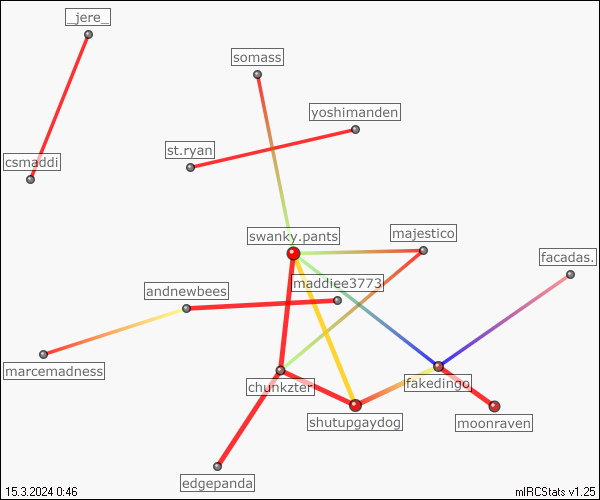 _jere_
somass
yoshimanden
st.ryan
csmaddi
swanky.pants
majestico
facadas.
maddiee3773
andnewbees
marcemadness
chunkzter
fakedingo
shutupgaydog
moonraven
edgepanda
15.3.2024 0:46
mIRCStats v1.25